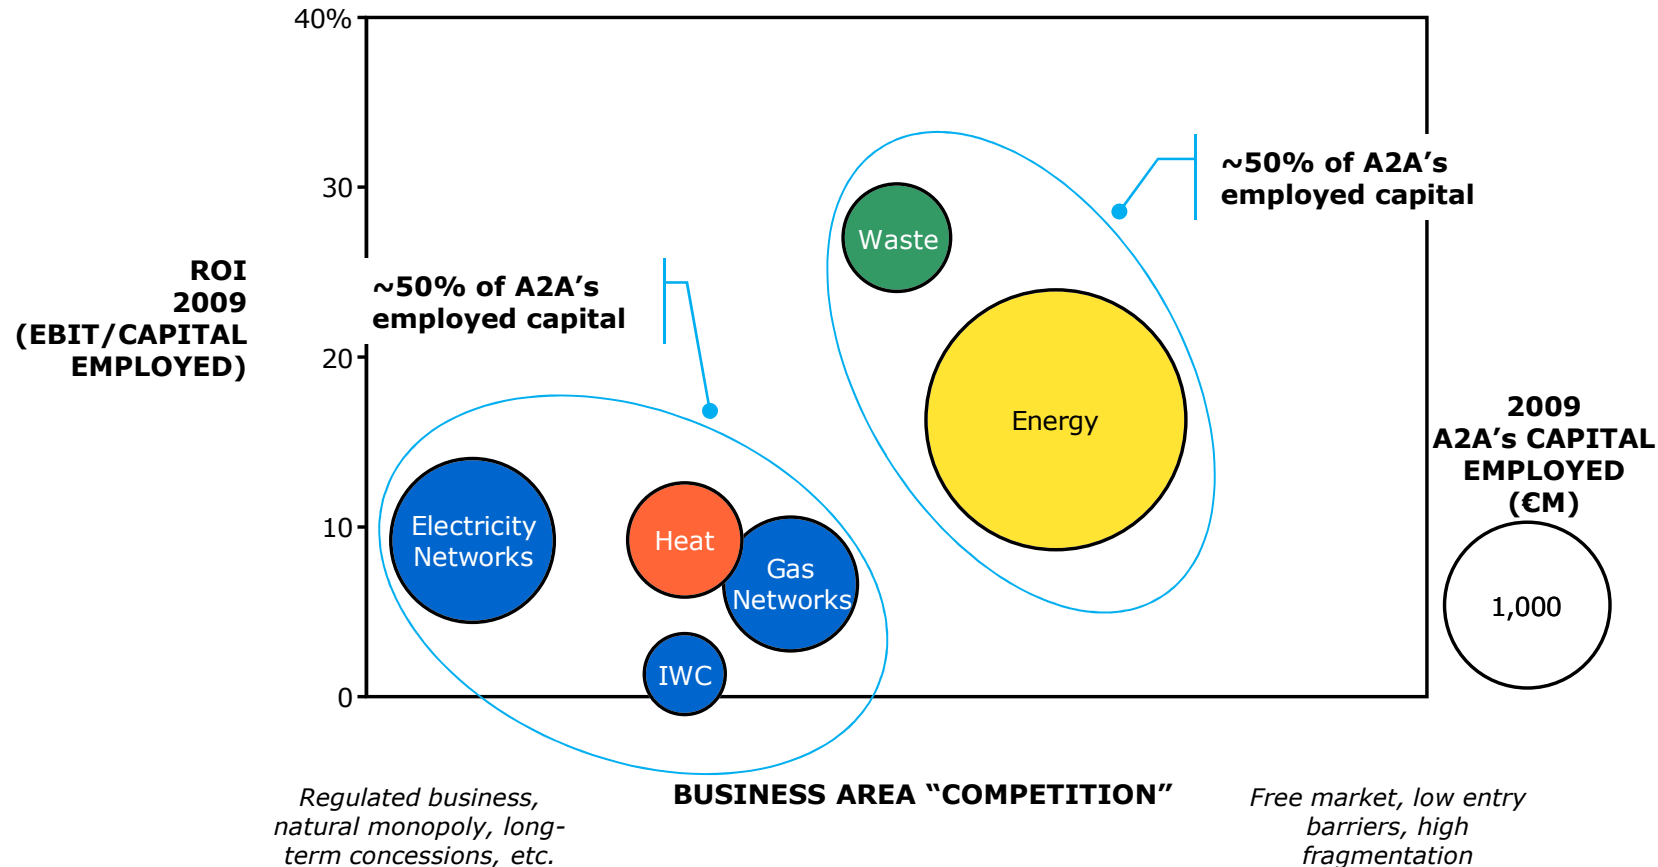 40%
30
20
10
0
ROI
2009
(EBIT/CAPITAL
EMPLOYED)
~50% of A2A’s
employed capital
~50% of A2A’s
employed capital
Waste
Energy
Electricity
Networks
Heat
Gas
Networks
IWC
2009
A2A’s CAPITAL
EMPLOYED
(€M)
1,000
BUSINESS AREA “COMPETITION”
Regulated business,
natural monopoly, long-
term concessions, etc.
Free market, low entry
barriers, high
fragmentation